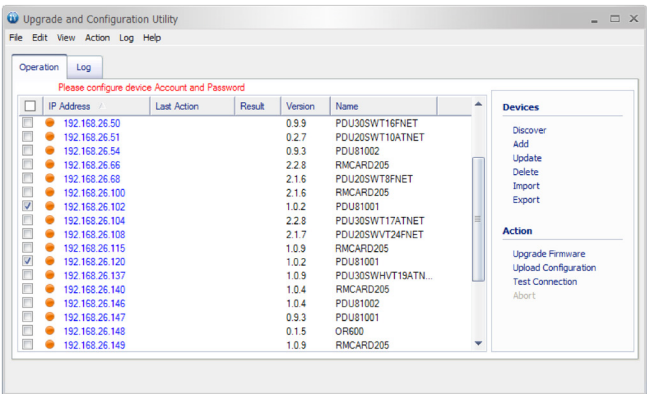 Upgrade and Configuration Utility
File Edit View Action Log Help
Operation Log
Please configure device Account and Password
IP Address Last Action Result Version Name
192.168.26.50 0.9.9 PDU30SWT16FNET
192.168.26.51 0.2.7 PDU20SWT10ATNET
192.168.26.54 0.9.3 PDU81002
192.168.26.66 2.2.8 RMCARD205
192.168.26.68 2.1.6 PDU20SWT8FNET
192.168.26.100 2.1.6 RMCARD205
192.168.26.102 1.0.2 PDU81001
192.168.26.104 2.2.8 PDU30SWT17ATNET
192.168.26.108 2.1.7 PDU20SWVT24FNET
192.168.26.115 1.0.9 RMCARD205
192.168.26.120 1.0.2 PDU81001
192.168.26.137 1.0.9 PDU30SWHVT19ATN...
192.168.26.140 1.0.4 RMCARD205
192.168.26.146 1.0.4 PDU81002
192.168.26.147 0.9.3 PDU81001
192.168.26.148 0.1.5 OR600
192.168.26.149 1.0.9 RMCARD205
Devices
Discover
Add
Update
Delete
Import
Export
Action
Upgrade Firmware
Upload Configuration
Test Connection
Abort